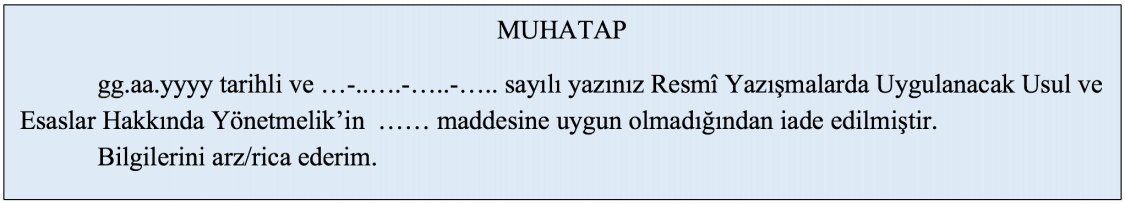 MUHATAP
gg.aa.yyyy tarihli ve …-..….-…..-….. sayılı yazınız Resmî Yazışmalarda Uygulanacak Usul ve
Esaslar Hakkında Yönetmelik’in …… maddesine uygun olmadığından iade edilmiştir.
Bilgilerini arz/rica ederim.